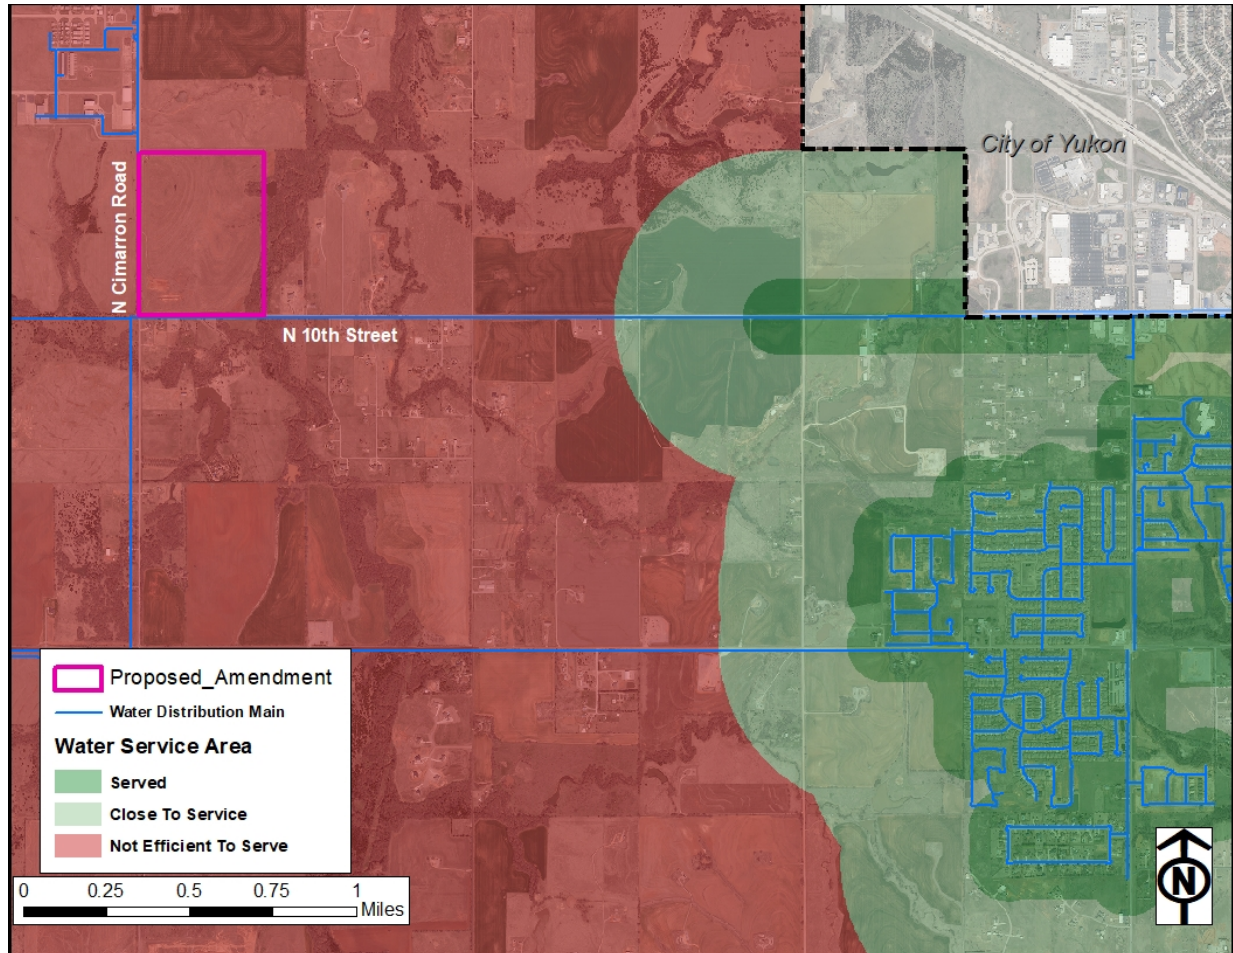 City of Yukon
N Cimarron Road
N 10th Street
Proposed_Amendment
Water Distribution Main
Water Service Area
Served
Close To Service
Not Efficient To Serve
0 0.25 0.5 0.75 1
Miles
N